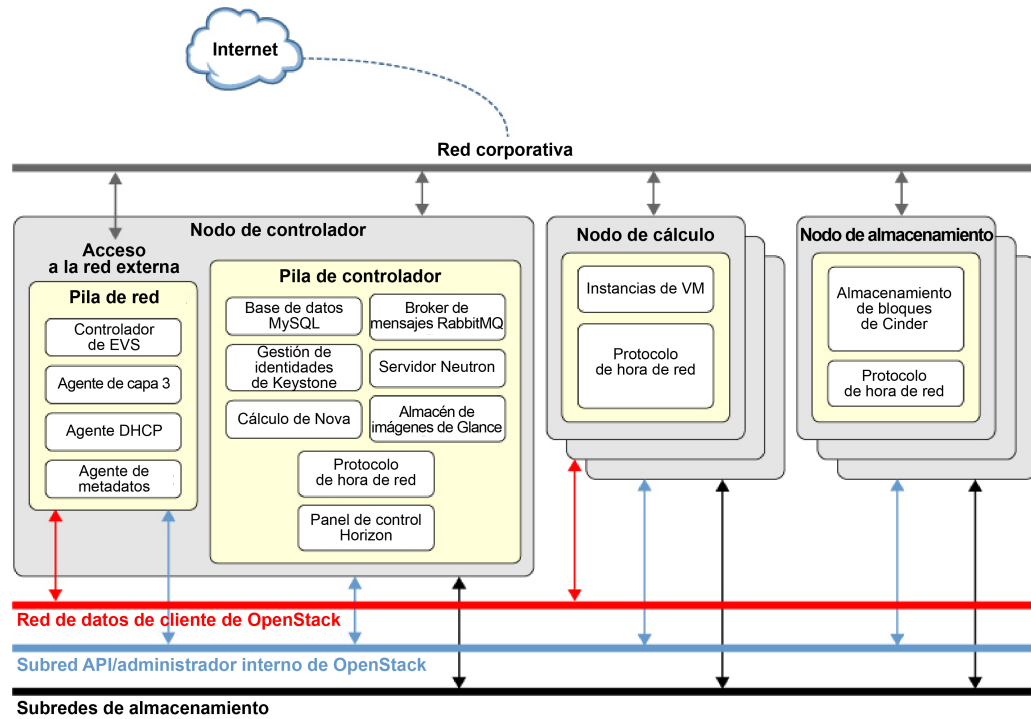 Internet
Red corporativa
Nodo de controlador
Acceso
a la red externa
Pila de red
Controlador
de EVS
Agente de capa 3
Agente DHCP
Agente de
metadatos
Pila de controlador
Base de datos
MySQL
Broker de
mensajes RabbitMQ
Gestión de
identidades
de Keystone
Servidor Neutron
Cálculo de Nova
Almacén de
imágenes de Glance
Protocolo
de hora de red
Panel de control
Horizon
Nodo de cálculo
Instancias de VM
Protocolo
de hora de red
Nodo de almacenamiento
Almacenamiento
de bloques
de Cinder
Protocolo
de hora de red
Red de datos de cliente de OpenStack
Subred API/administrador interno de OpenStack
Subredes de almacenamiento